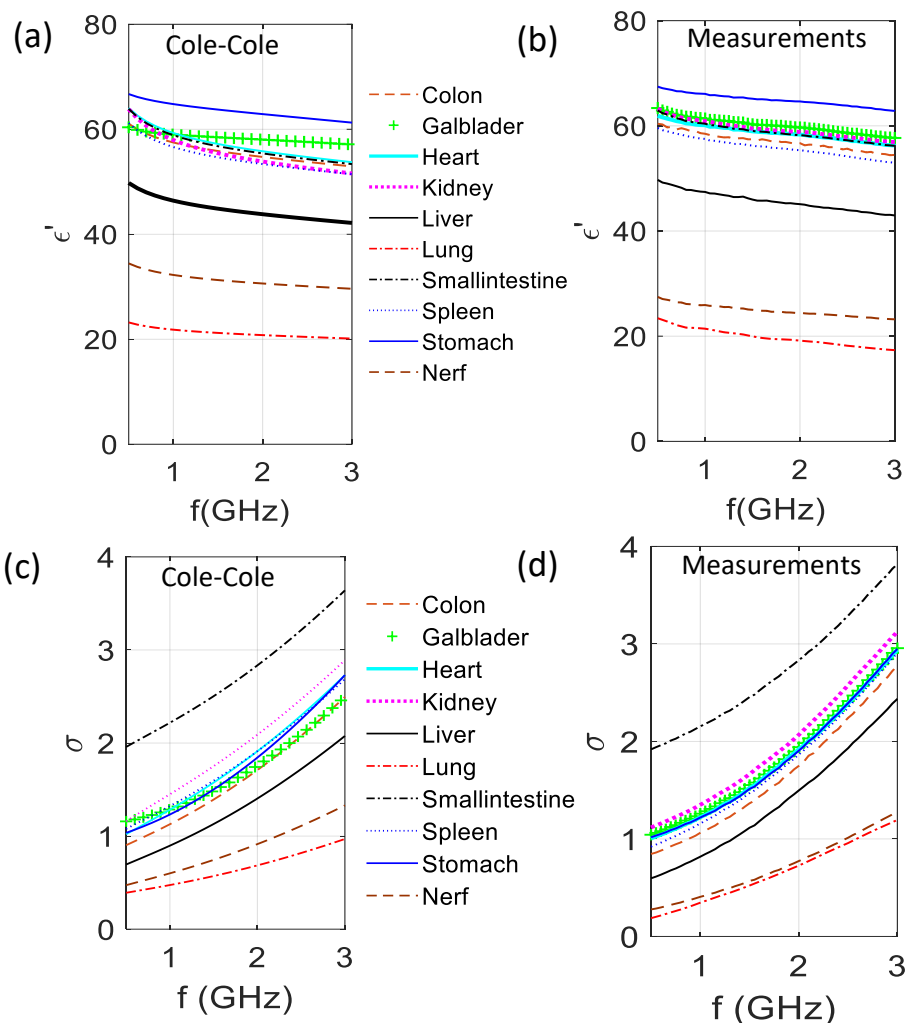 (a)
Cole-Cole
80
60
40
20
0
ϵ'
1
2
3
f(GHz)
Colon
Galblader
Heart
Kidney
Liver
Lung
Smallintestine
Spleen
Stomach
Nerf
(b)
Measurements
80
60
40
20
0
ϵ'
1
2
3
f(GHz)
(c)
Cole-Cole
4
3
2
1
0
σ
1
2
3
f (GHz)
Colon
Galblader
Heart
Kidney
Liver
Lung
Smallintestine
Spleen
Stomach
Nerf
(d)
Measurements
4
3
2
1
0
σ
1
2
3
f (GHz)